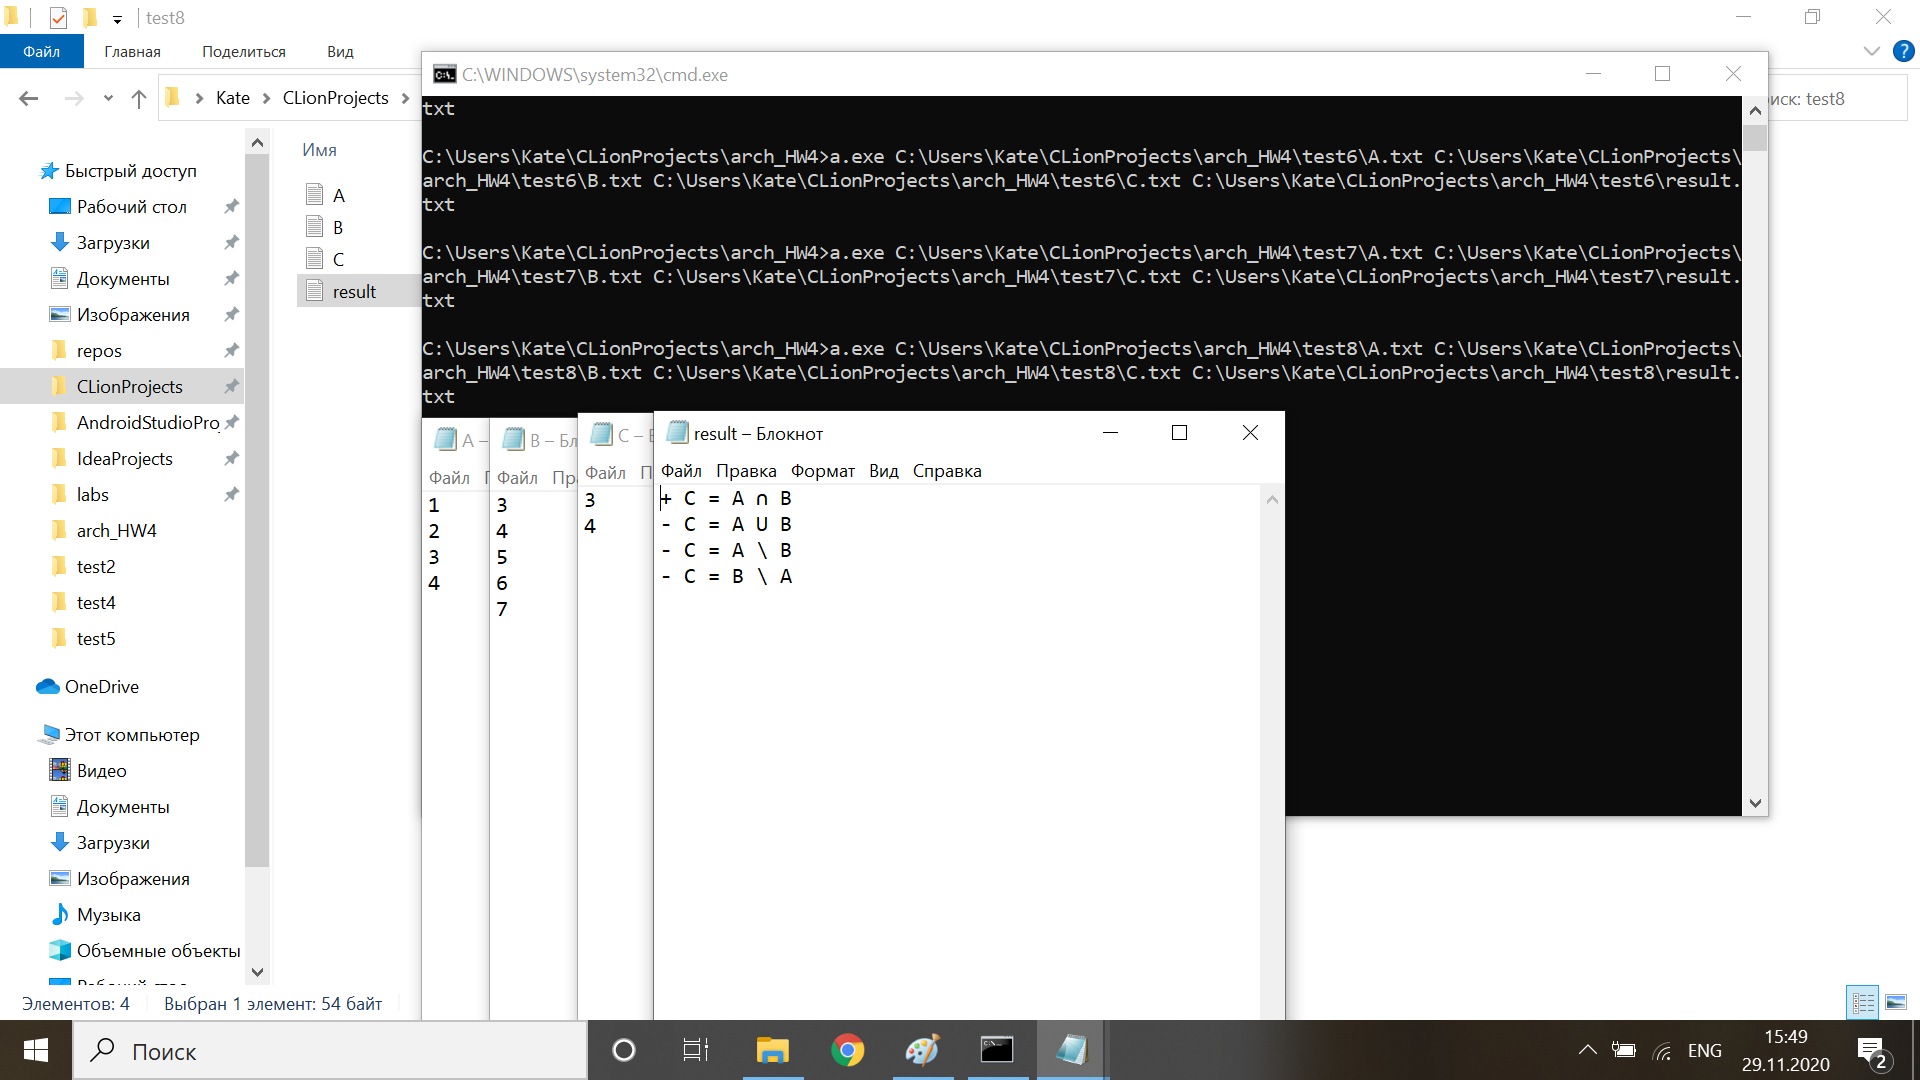 test8
Файл Главная Поделиться Вид
Kate CLionProjects
иск: test8
Быстрый доступ
Рабочий стол
Загрузки
Документы
Изображения
repos
CLionProjects
AndroidStudioPro
IdeaProjects
labs
arch_HW4
test2
test4
test5
OneDrive
Этот компьютер
Видео
Документы
Загрузки
Изображения
Музыка
Объемные объекты
Имя
A
B
C
result
Элементов: 4 Выбран 1 элемент: 54 байт
C:\WINDOWS\system32\cmd.exe
txt
C:\Users\Kate\CLionProjects\arch_HW4>a.exe C:\Users\Kate\CLionProjects\arch_HW4\test6\A.txt C:\Users\Kate\CLionProjects\
arch_HW4\test6\B.txt C:\Users\Kate\CLionProjects\arch_HW4\test6\C.txt C:\Users\Kate\CLionProjects\arch_HW4\test6\result.
txt
C:\Users\Kate\CLionProjects\arch_HW4>a.exe C:\Users\Kate\CLionProjects\arch_HW4\test7\A.txt C:\Users\Kate\CLionProjects\
arch_HW4\test7\B.txt C:\Users\Kate\CLionProjects\arch_HW4\test7\C.txt C:\Users\Kate\CLionProjects\arch_HW4\test7\result.
txt
C:\Users\Kate\CLionProjects\arch_HW4>a.exe C:\Users\Kate\CLionProjects\arch_HW4\test8\A.txt C:\Users\Kate\CLionProjects\
arch_HW4\test8\B.txt C:\Users\Kate\CLionProjects\arch_HW4\test8\C.txt C:\Users\Kate\CLionProjects\arch_HW4\test8\result.
txt
A –
Файл
1
2
3
4
B – Бл
Файл Пр
3
4
5
6
7
C –
Файл П
3
4
result – Блокнот
Файл Правка Формат Вид Справка
+ C = A ∩ B
- C = A U B
- C = A \ B
- C = B \ A
Поиск
ENG
15:49
29.11.2020
2